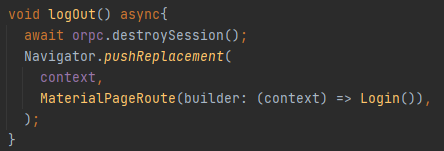 void logOut() async{
  await orpc.destroySession();
  Navigator.pushReplacement(
    context,
    MaterialPageRoute(builder: (context) => Login()),
  );
}